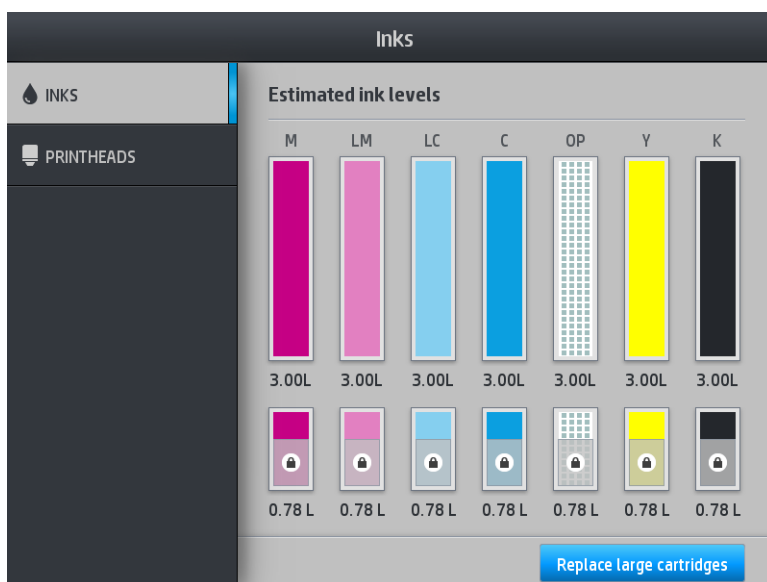 Inks
INKS
PRINTHEADS
Estimated ink levels
M LM LC C OP Y K
3.00L 3.00L 3.00L 3.00L 3.00L 3.00L 3.00L
0.78 L 0.78 L 0.78 L 0.78 L 0.78 L 0.78 L 0.78 L
Replace large cartridges